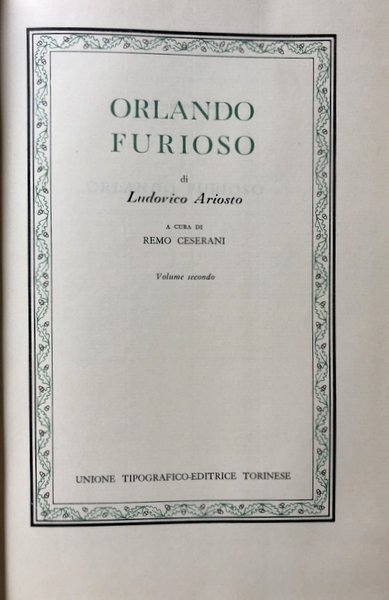 ORLANDO
FURIOSO
di
Ludovico Ariosto
A CURA DI
REMO CESERANI
Volume secondo
UNIONE TIPOGRAFICO-EDITRICE TORINESE